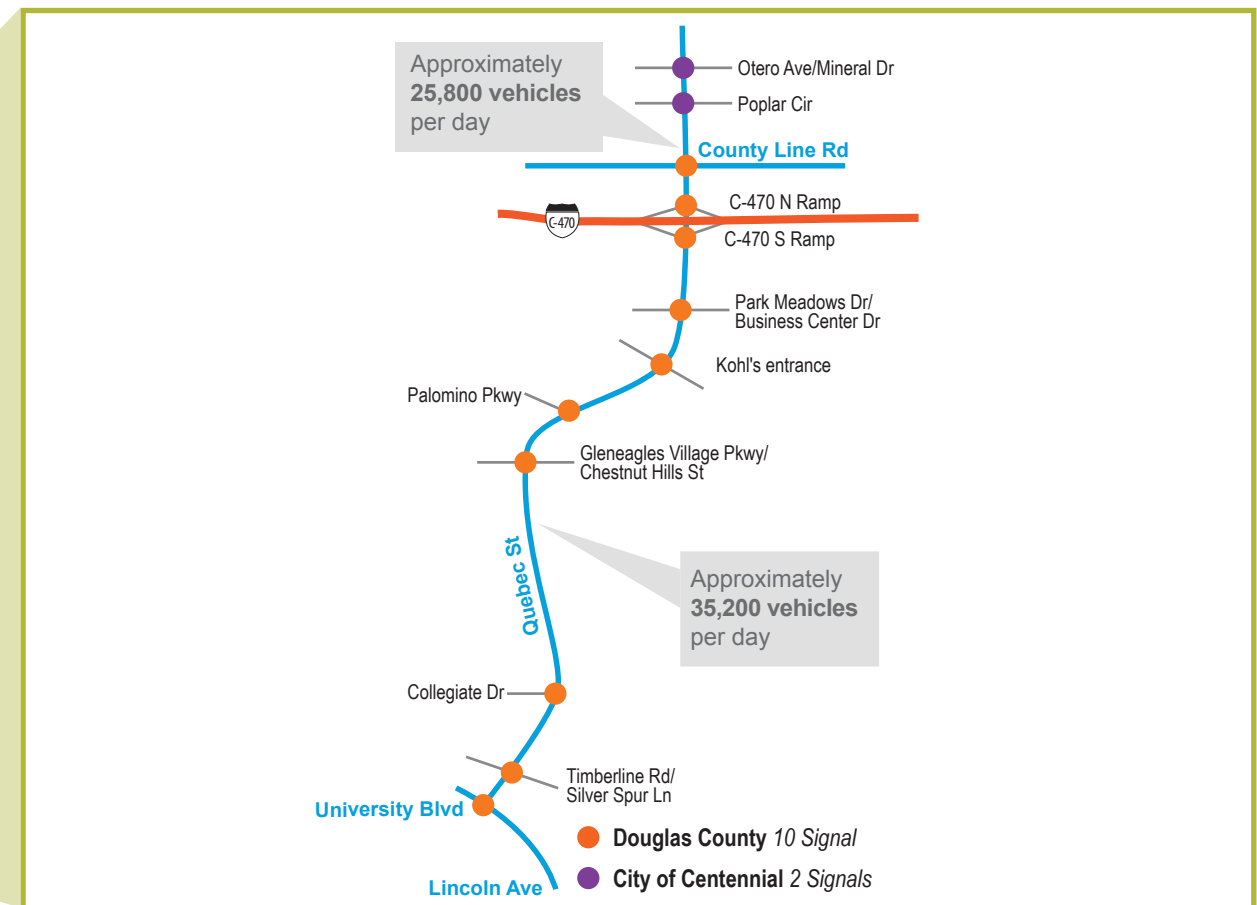 Approximately
25,800 vehicles
per day
Otero Ave/Mineral Dr
Poplar Cir
County Line Rd
C-470 N Ramp
C-470
C-470 S Ramp
Park Meadows Dr/
Business Center Dr
Kohl's entrance
Palomino Pkwy
Gleneagles Village Pkwy/
Chestnut Hills St
Quebec St
Approximately
35,200 vehicles
per day
Collegiate Dr
Timberline Rd/
Silver Spur Ln
University Blvd
Douglas County 10 Signal
City of Centennial 2 Signals
Lincoln Ave